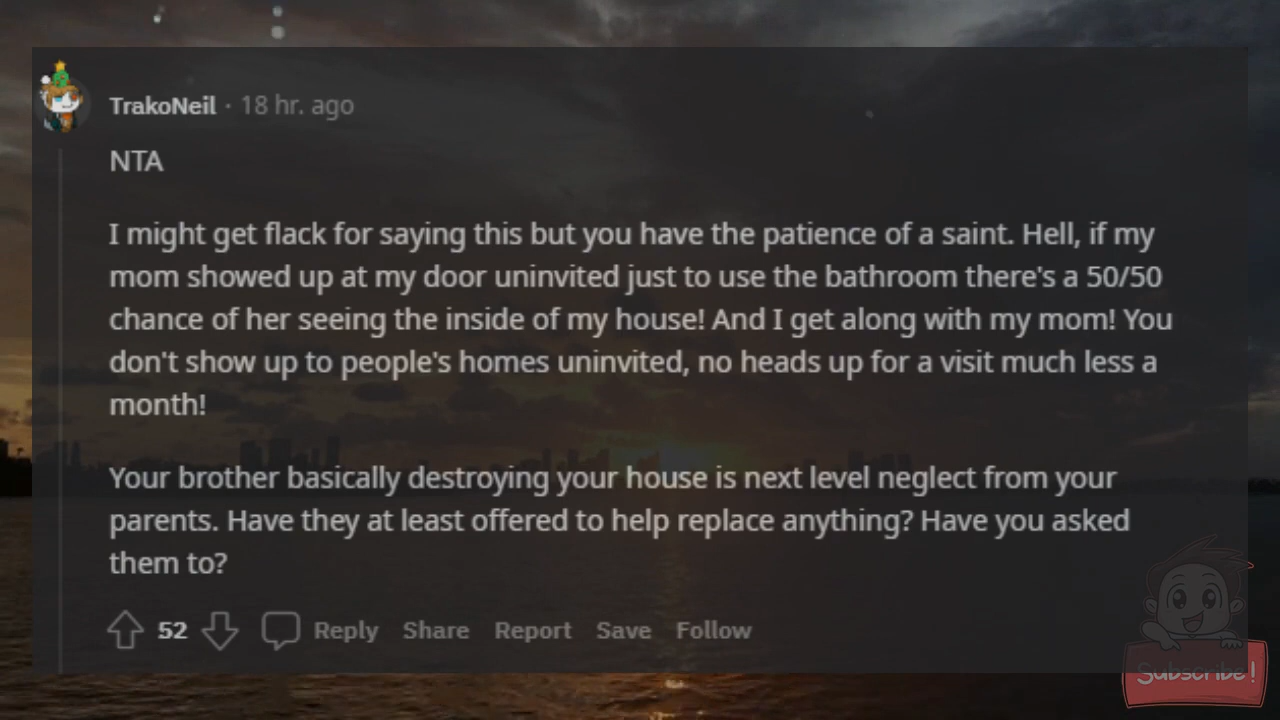 TrakoNeil · 18 hr. ago
NTA
I might get flack for saying this but you have the patience of a saint. Hell, if my
mom showed up at my door uninvited just to use the bathroom there's a 50/50
chance of her seeing the inside of my house! And I get along with my mom! You
don't show up to people's homes uninvited, no heads up for a visit much less a
month!
Your brother basically destroying your house is next level neglect from your
parents. Have they at least offered to help replace anything? Have you asked
them to?
52 Reply Share Report Save Follow
Subscribe!